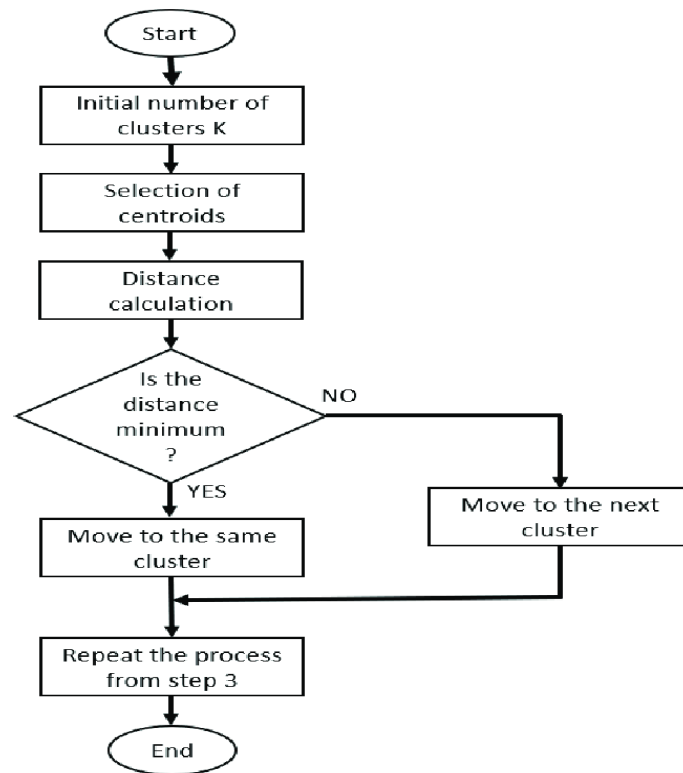 Start
Initial number of
clusters K
Selection of
centroids
Distance
calculation
Is the
distance
minimum
?
NO
YES
Move to the same
cluster
Move to the next
cluster
Repeat the process
from step 3
End